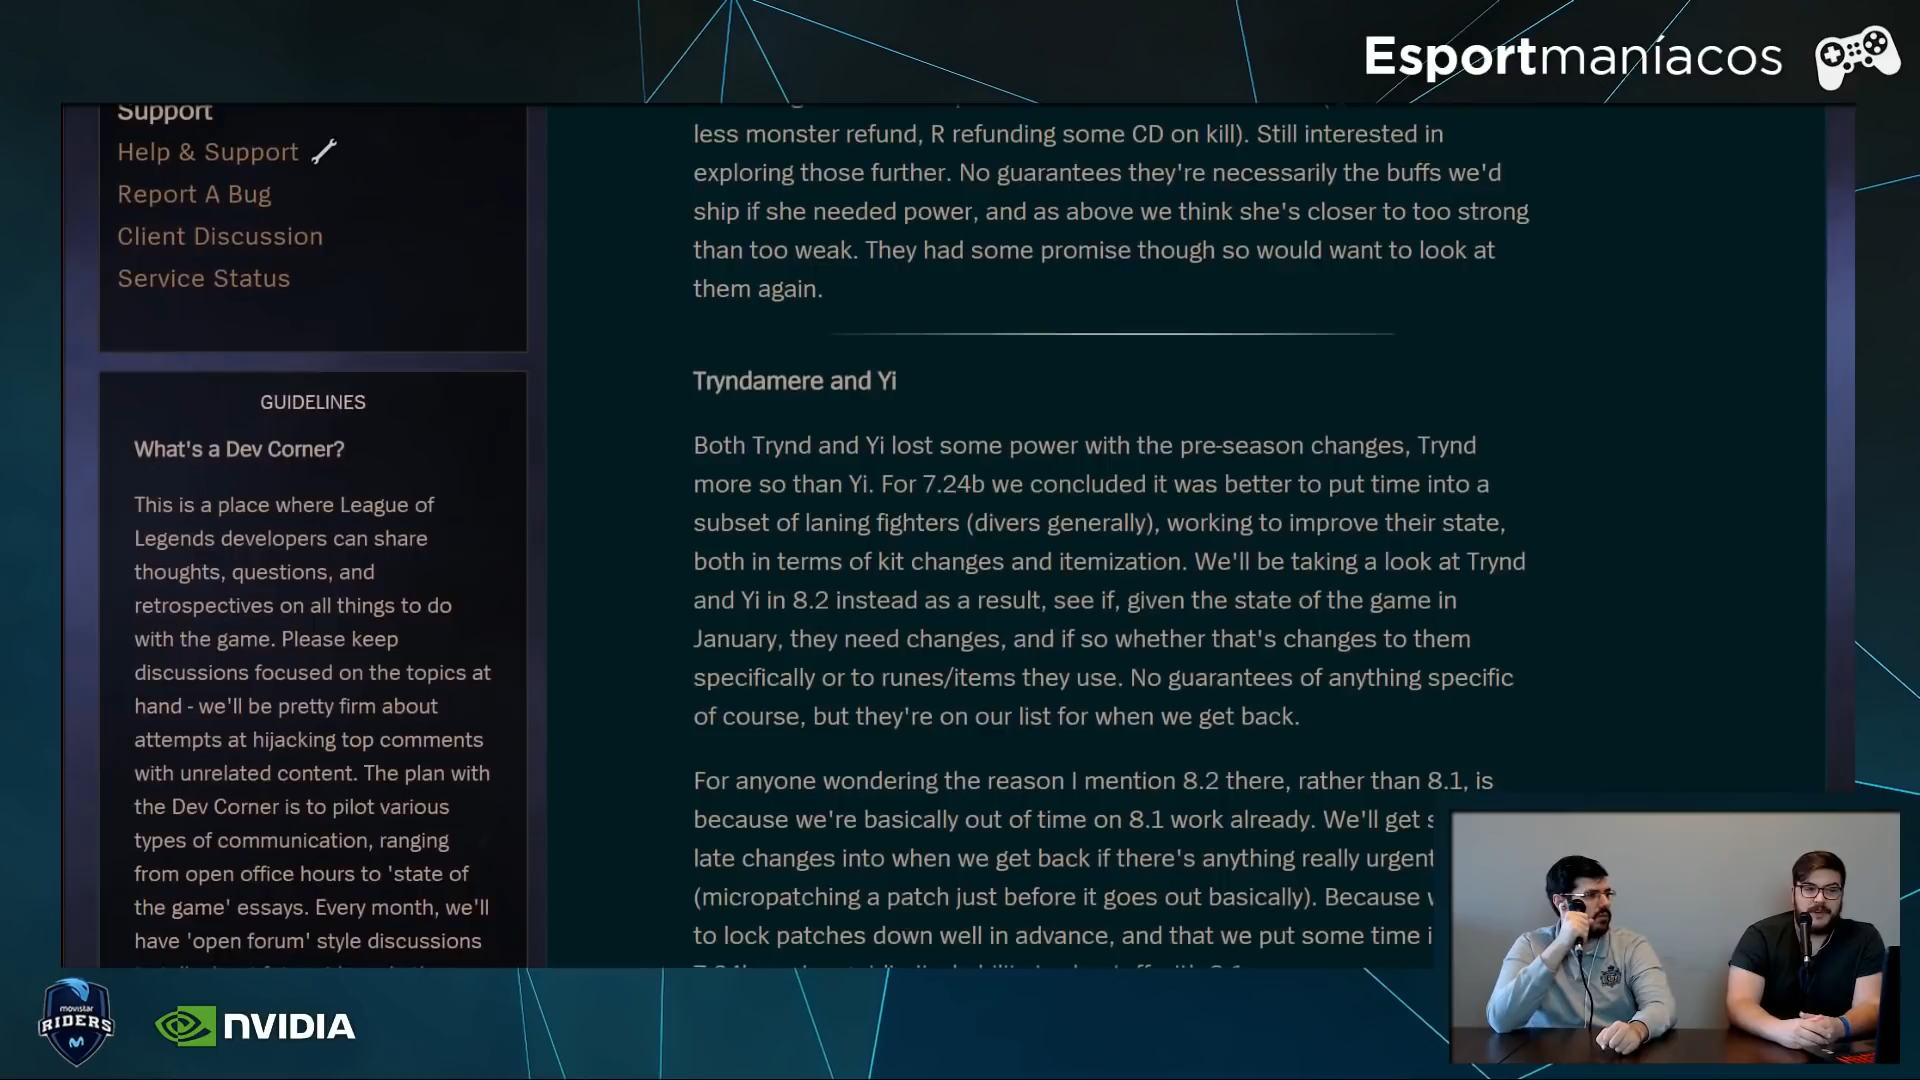 Esportmaníacos
Support
Help & Support
Report A Bug
Client Discussion
Service Status
GUIDELINES
What's a Dev Corner?
This is a place where League of
Legends developers can share
thoughts, questions, and
retrospectives on all things to do
with the game. Please keep
discussions focused on the topics at
hand - we'll be pretty firm about
attempts at hijacking top comments
with unrelated content. The plan with
the Dev Corner is to pilot various
types of communication, ranging
from open office hours to 'state of
the game' essays. Every month, we'll
have 'open forum' style discussions
less monster refund, R refunding some CD on kill). Still interested in
exploring those further. No guarantees they're necessarily the buffs we'd
ship if she needed power, and as above we think she's closer to too strong
than too weak. They had some promise though so would want to look at
them again.
Tryndamere and Yi
Both Trynd and Yi lost some power with the pre-season changes, Trynd
more so than Yi. For 7.24b we concluded it was better to put time into a
subset of laning fighters (divers generally), working to improve their state,
both in terms of kit changes and itemization. We'll be taking a look at Trynd
and Yi in 8.2 instead as a result, see if, given the state of the game in
January, they need changes, and if so whether that's changes to them
specifically or to runes/items they use. No guarantees of anything specific
of course, but they're on our list for when we get back.
For anyone wondering the reason I mention 8.2 there, rather than 8.1, is
because we're basically out of time on 8.1 work already. We'll get s
late changes into when we get back if there's anything really urgent
(micropatching a patch just before it goes out basically). Because w
to lock patches down well in advance, and that we put some time i
movistar
RIDERS
NVIDIA